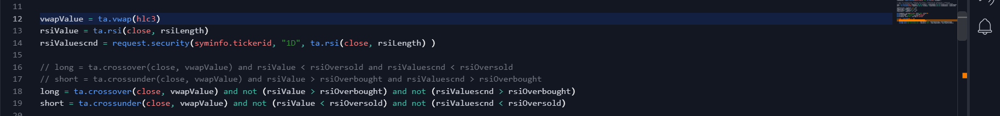 11
12 vwapValue = ta.vwap(hlc3)
13 rsiValue = ta.rsi(close, rsiLength)
14 rsiValuescnd = request.security(syminfo.tickerid, "1D", ta.rsi(close, rsiLength) )
15
16 // long = ta.crossover(close, vwapValue) and rsiValue < rsiOversold and rsiValuescnd < rsiOversold
17 // short = ta.crossunder(close, vwapValue) and rsiValue > rsiOverbought and rsiValuescnd > rsiOverbought
18 long = ta.crossover(close, vwapValue) and not (rsiValue > rsiOverbought) and not (rsiValuescnd > rsiOverbought)
19 short = ta.crossunder(close, vwapValue) and not (rsiValue < rsiOversold) and not (rsiValuescnd < rsiOversold)
20